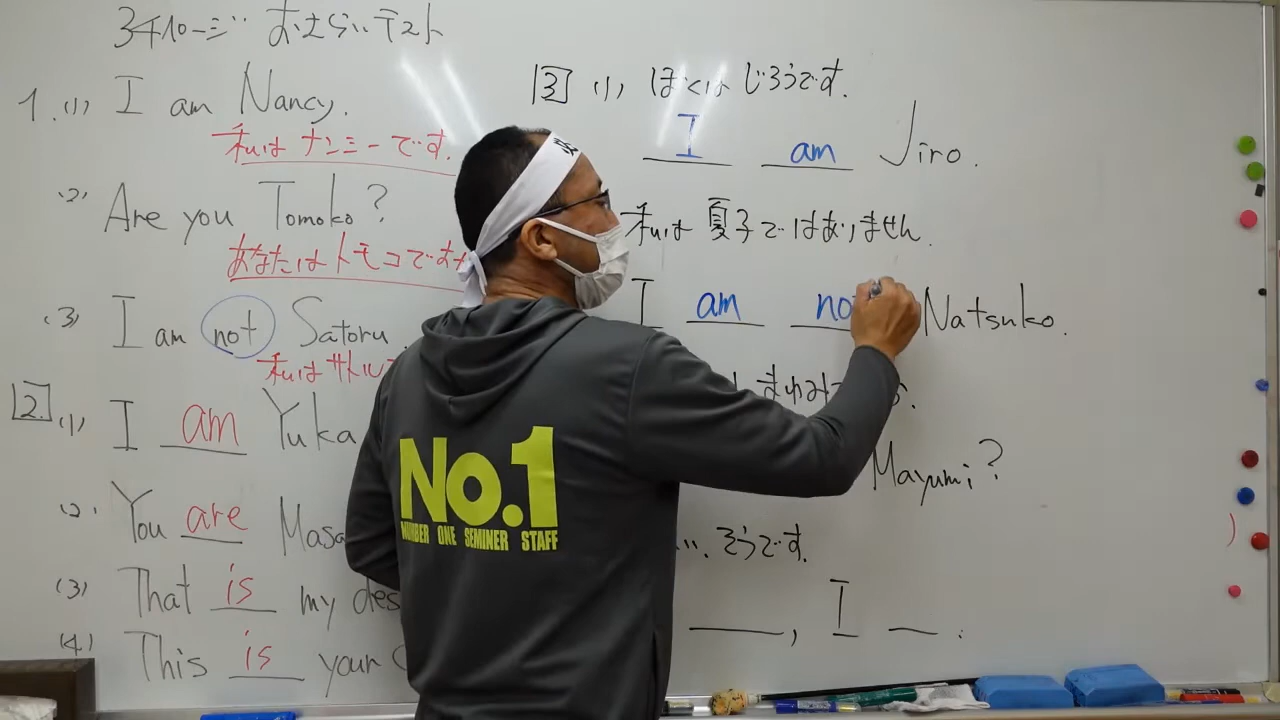 34ページ おさらいテスト
1. (1) I am Nancy.
私は ナンシーです.
(2) Are you Tomoko?
あなたは トモコです
(3) I am not Satoru
私は サトル
2. (1) I am Yuka
(2) You are Masa
(3) That is my des
(4) This is your
3 (1) ぼくは じろうです.
I am Jiro.
私は 夏子ではありません.
I am no Natsuko.
Mayumi?
そうです.
, I
No.1
NUMBER ONE SEMINER STAFF